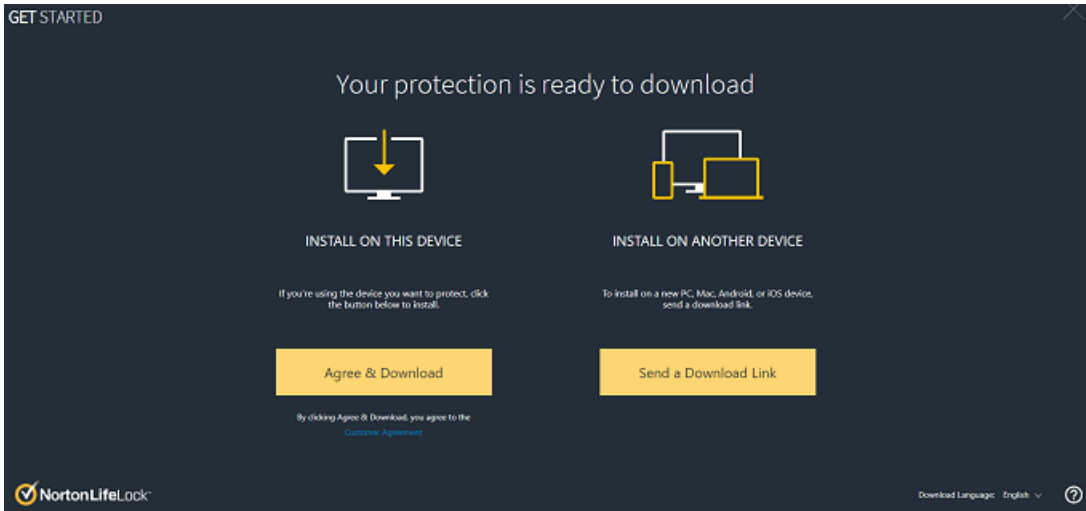 GET STARTED
Your protection is ready to download
INSTALL ON THIS DEVICE
If you're using the device you want to protect, click
the button below to install.
Agree & Download
By clicking Agree & Download, you agree to the
Customer Agreement
INSTALL ON ANOTHER DEVICE
To install on a new PC, Mac, Android, or iOS device,
send a download link.
Send a Download Link
NortonLifeLock™
Download Language: English
?